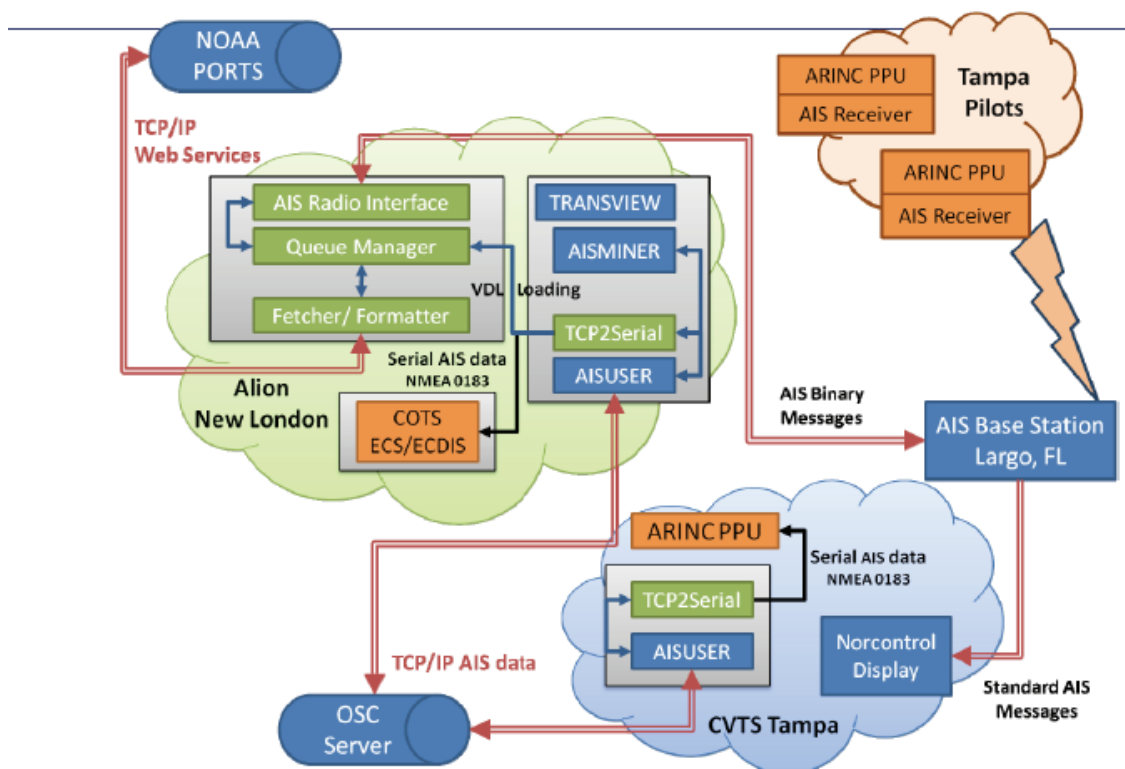 NOAA
PORTS
TCP/IP
Web Services
ARINC PPU
AIS Receiver
Tampa
Pilots
ARINC PPU
AIS Receiver
AIS Radio Interface
Queue Manager
Fetcher/ Formatter
TRANSVIEW
AISMINER
VDL Loading
TCP2Serial
AISUSER
Serial AIS data
NMEA 0183
Alion
New London
COTS
ECS/ECDIS
AIS Binary
Messages
AIS Base Station
Largo, FL
ARINC PPU
Serial AIS data
NMEA 0183
TCP2Serial
AISUSER
Norcontrol
Display
CVTS Tampa
Standard AIS
Messages
TCP/IP AIS data
OSC
Server